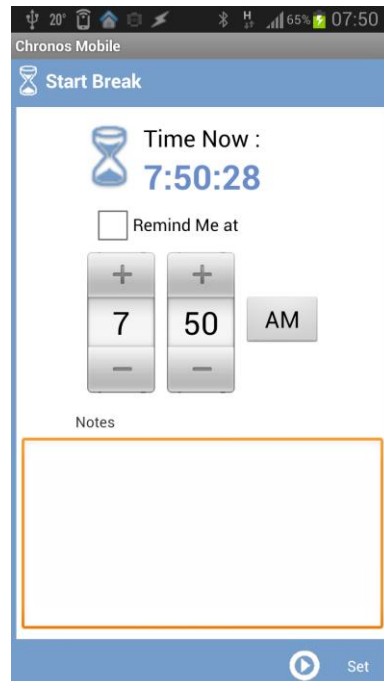 20° H 65% 07:50
Chronos Mobile
Start Break
Time Now :
7:50:28
Remind Me at
+ +
7 50 AM
− −
Notes
Set